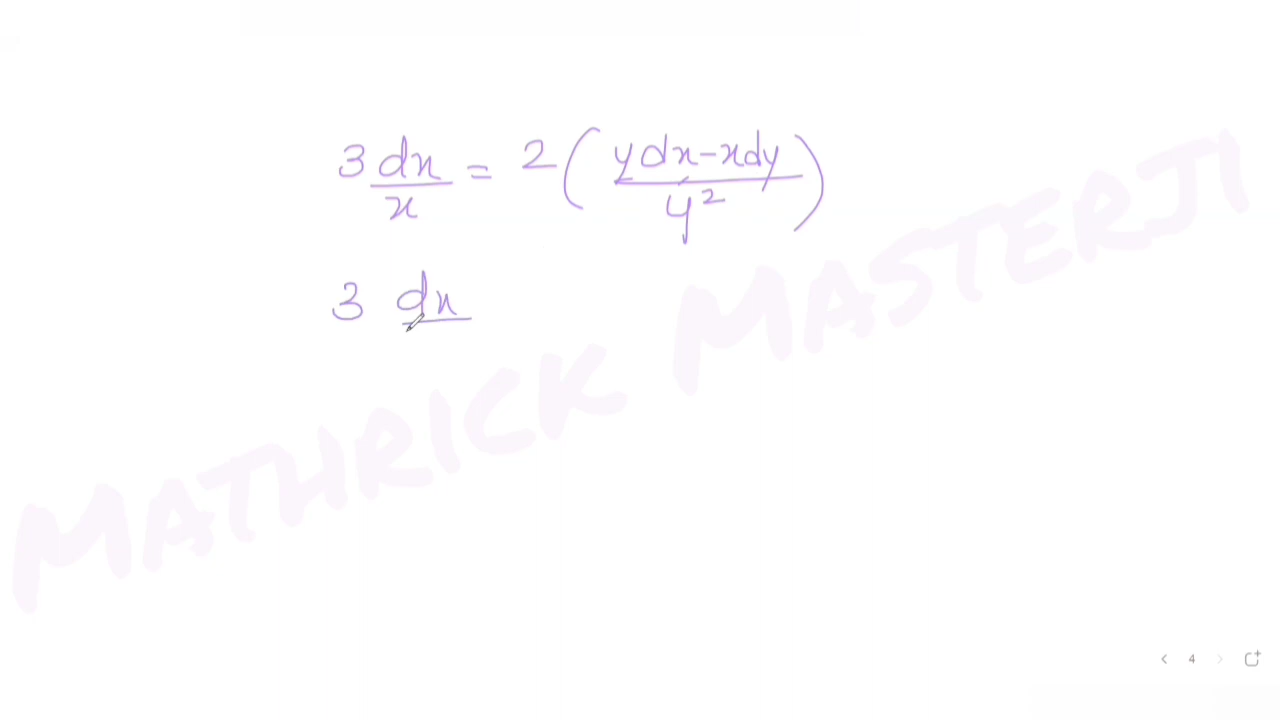 3 dx/x = 2 ( (y dx - x dy)/y² )
3 dx
MATHRICK MASTERJI
4